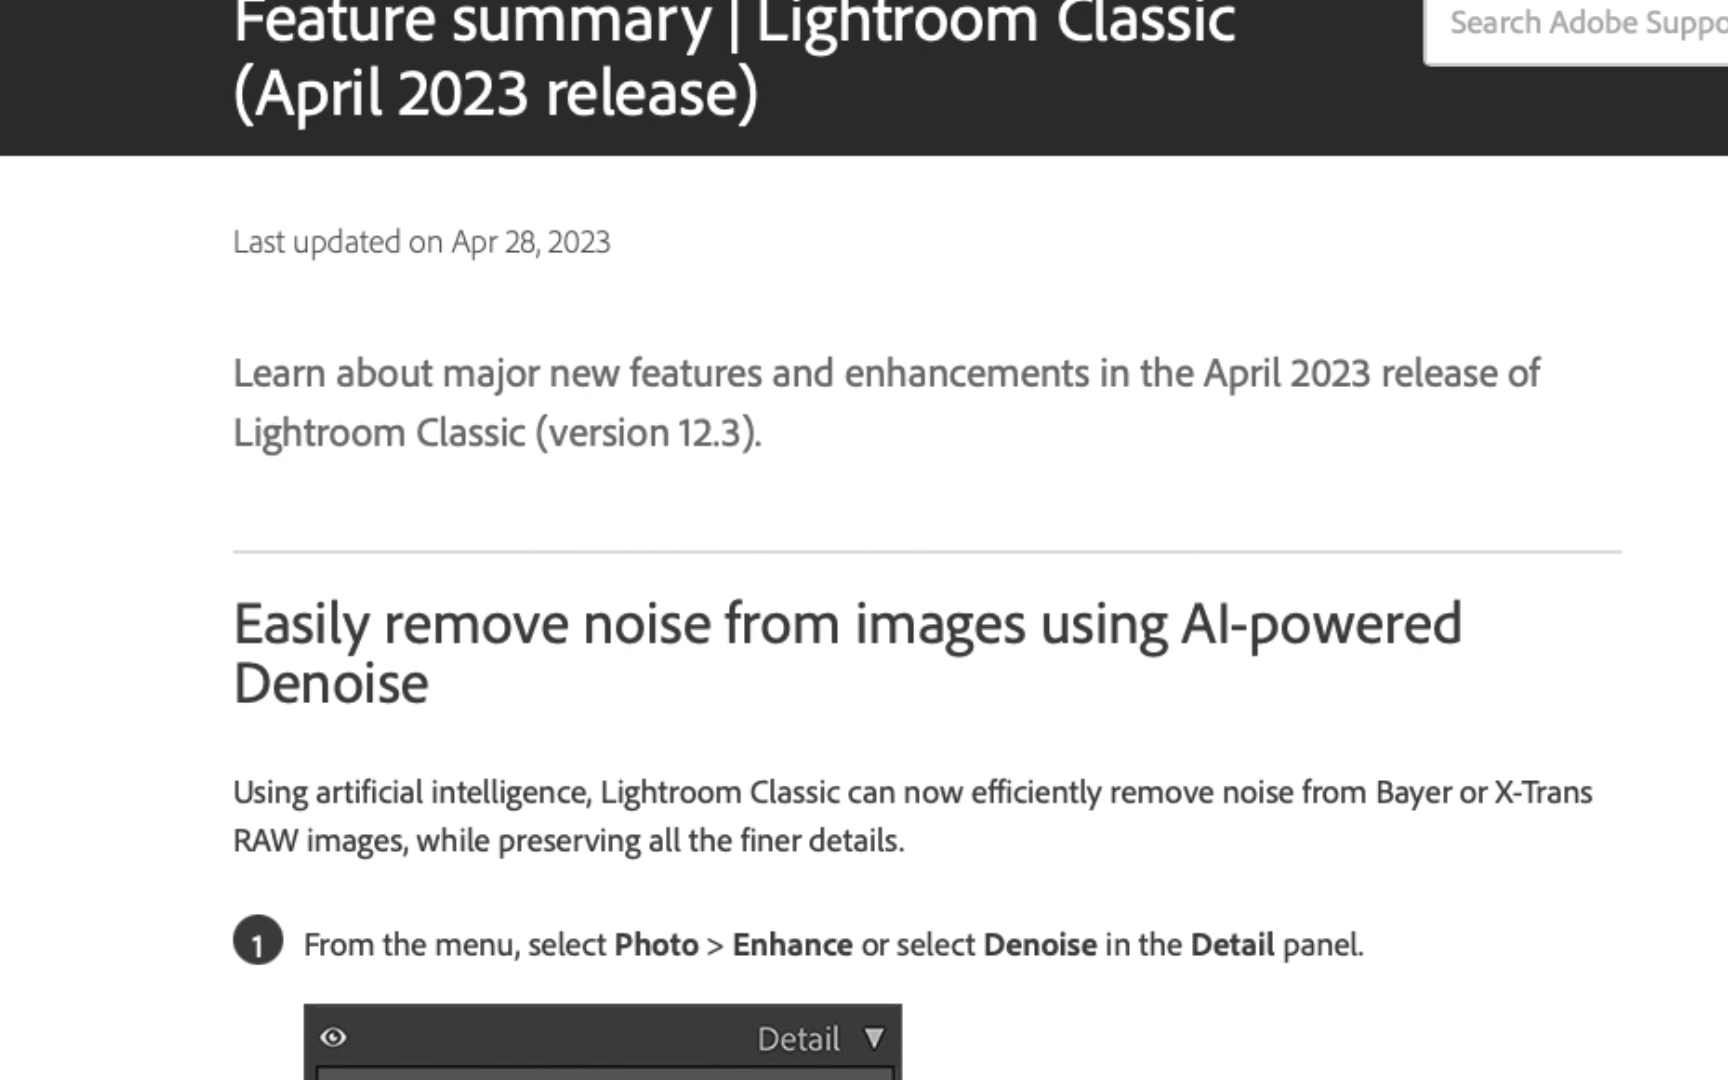 Feature summary | Lightroom Classic
(April 2023 release)
Search Adobe Suppo
Last updated on Apr 28, 2023
Learn about major new features and enhancements in the April 2023 release of
Lightroom Classic (version 12.3).
Easily remove noise from images using AI-powered
Denoise
Using artificial intelligence, Lightroom Classic can now efficiently remove noise from Bayer or X-Trans
RAW images, while preserving all the finer details.
1 From the menu, select Photo > Enhance or select Denoise in the Detail panel.
Detail